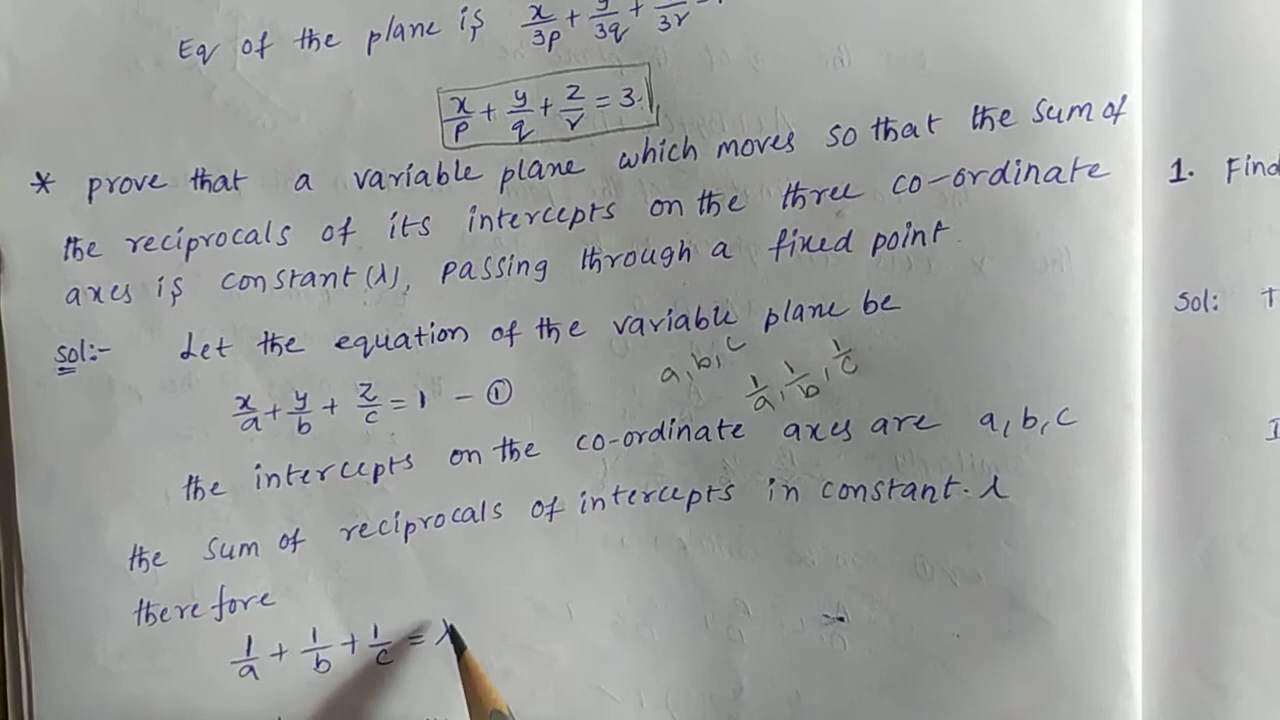 Eq of the plane is x/3p + y/3q + /3r
x/p + y/q + z/r = 3.
* prove that a variable plane which moves so that the sum of
the reciprocals of its intercepts on the three co-ordinate
axes is constant (λ), passing through a fixed point.
Sol:- Let the equation of the variable plane be
a, b, c
x/a + y/b + z/c = 1 - ①
1/a, 1/b, 1/c
the intercepts on the co-ordinate axes are a, b, c
the sum of reciprocals of intercepts in constant. λ
therefore
1/a + 1/b + 1/c = λ
1. Find
Sol: